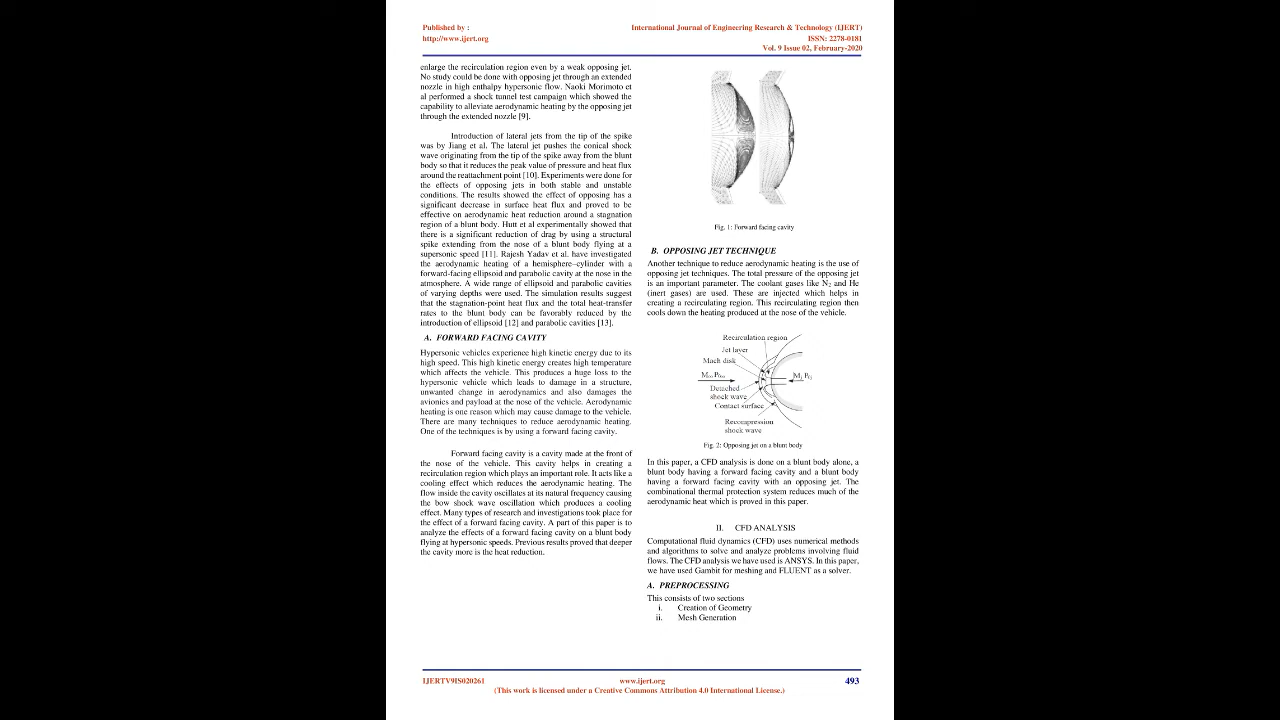 Published by :
http://www.ijert.org
International Journal of Engineering Research & Technology (IJERT)
ISSN: 2278-0181
Vol. 9 Issue 02, February-2020
enlarge the recirculation region even by a weak opposing jet.
No study could be done with opposing jet through an extended
nozzle in high enthalpy hypersonic flow. Naoki Morimoto et
al performed a shock tunnel test campaign which showed the
capability to alleviate aerodynamic heating by the opposing jet
through the extended nozzle [9].
Introduction of lateral jets from the tip of the spike
was by Jiang et al. The lateral jet pushes the conical shock
wave originating from the tip of the spike away from the blunt
body so that it reduces the peak value of pressure and heat flux
around the reattachment point [10]. Experiments were done for
the effects of opposing jets in both stable and unstable
conditions. The results showed the effect of opposing has a
significant decrease in surface heat flux and proved to be
effective on aerodynamic heat reduction around a stagnation
region of a blunt body. Hutt et al experimentally showed that
there is a significant reduction of drag by using a structural
spike extending from the nose of a blunt body flying at a
supersonic speed [11]. Rajesh Yadav et al. have investigated
the aerodynamic heating of a hemisphere–cylinder with a
forward-facing ellipsoid and parabolic cavity at the nose in the
atmosphere. A wide range of ellipsoid and parabolic cavities
of varying depths were used. The simulation results suggest
that the stagnation-point heat flux and the total heat-transfer
rates to the blunt body can be favorably reduced by the
introduction of ellipsoid [12] and parabolic cavities [13].
A. FORWARD FACING CAVITY
Hypersonic vehicles experience high kinetic energy due to its
high speed. This high kinetic energy creates high temperature
which affects the vehicle. This produces a huge loss to the
hypersonic vehicle which leads to damage in a structure,
unwanted change in aerodynamics and also damages the
avionics and payload at the nose of the vehicle. Aerodynamic
heating is one reason which may cause damage to the vehicle.
There are many techniques to reduce aerodynamic heating.
One of the techniques is by using a forward facing cavity.
Forward facing cavity is a cavity made at the front of
the nose of the vehicle. This cavity helps in creating a
recirculation region which plays an important role. It acts like a
cooling effect which reduces the aerodynamic heating. The
flow inside the cavity oscillates at its natural frequency causing
the bow shock wave oscillation which produces a cooling
effect. Many types of research and investigations took place for
the effect of a forward facing cavity. A part of this paper is to
analyze the effects of a forward facing cavity on a blunt body
flying at hypersonic speeds. Previous results proved that deeper
the cavity more is the heat reduction.
Fig. 1: Forward facing cavity
B. OPPOSING JET TECHNIQUE
Another technique to reduce aerodynamic heating is the use of
opposing jet techniques. The total pressure of the opposing jet
is an important parameter. The coolant gases like N2 and He
(inert gases) are used. These are injected which helps in
creating a recirculating region. This recirculating region then
cools down the heating produced at the nose of the vehicle.
Recirculation region
Jet layer
Mach disk
M∞ P0∞
Mj P0j
Detached
shock wave
Contact surface
Recompression
shock wave
Fig. 2: Opposing jet on a blunt body
In this paper, a CFD analysis is done on a blunt body alone, a
blunt body having a forward facing cavity and a blunt body
having a forward facing cavity with an opposing jet. The
combinational thermal protection system reduces much of the
aerodynamic heat which is proved in this paper.
II. CFD ANALYSIS
Computational fluid dynamics (CFD) uses numerical methods
and algorithms to solve and analyze problems involving fluid
flows. The CFD analysis we have used is ANSYS. In this paper,
we have used Gambit for meshing and FLUENT as a solver.
A. PREPROCESSING
This consists of two sections
i. Creation of Geometry
ii. Mesh Generation
IJERTV9IS020261
www.ijert.org
493
(This work is licensed under a Creative Commons Attribution 4.0 International License.)